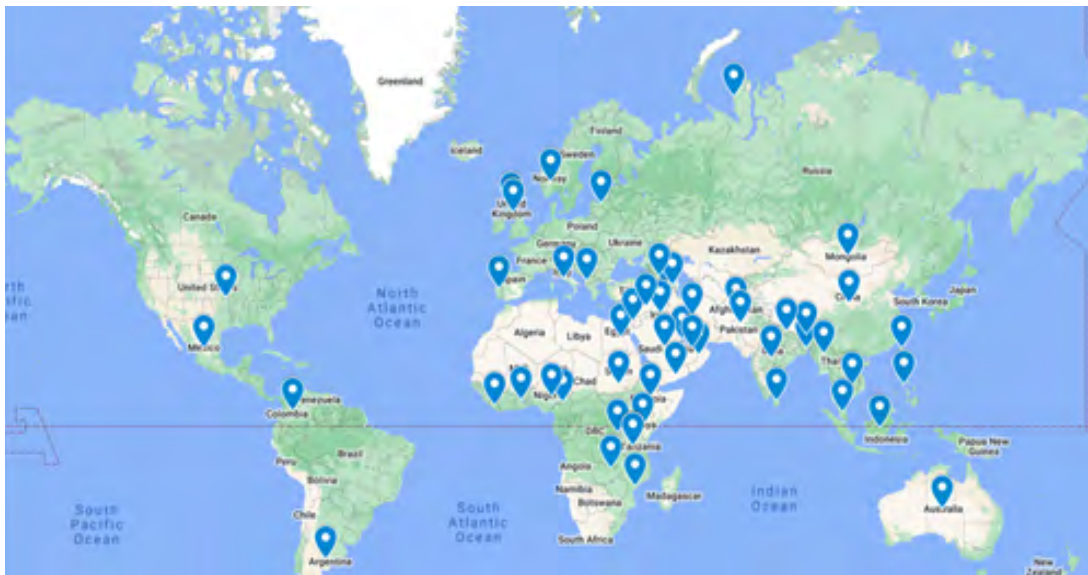 Greenland
Iceland
Finland
Sweden
Norway
Russia
United
Kingdom
Canada
Poland
Germany
Ukraine
France
Kazakhstan
Mongolia
Spain
United States
North
Atlantic
Ocean
China
Japan
South Korea
Afghanistan
Pakistan
Algeria
Libya
Egypt
Saudi
Mexico
Chad
Venezuela
Colombia
DRC
Tanzania
Indonesia
Papua New
Guinea
Brazil
Peru
Bolivia
Angola
Namibia
Botswana
Madagascar
Indian
Ocean
South
Pacific
Ocean
Chile
South
Atlantic
Ocean
South Africa
Australia
Argentina
New
Zealand